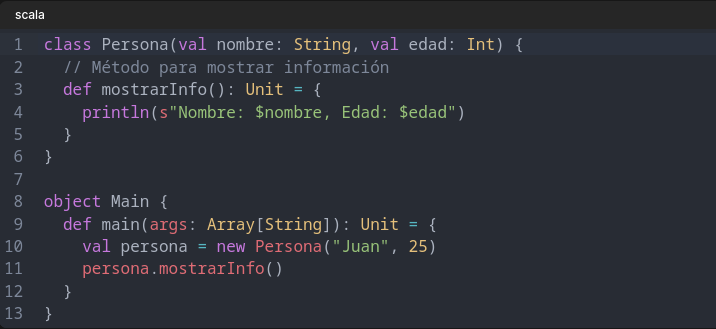 scala
1 class Persona(val nombre: String, val edad: Int) {
2   // Método para mostrar información
3   def mostrarInfo(): Unit = {
4     println(s"Nombre: $nombre, Edad: $edad")
5   }
6 }
7
8 object Main {
9   def main(args: Array[String]): Unit = {
10     val persona = new Persona("Juan", 25)
11     persona.mostrarInfo()
12   }
13 }